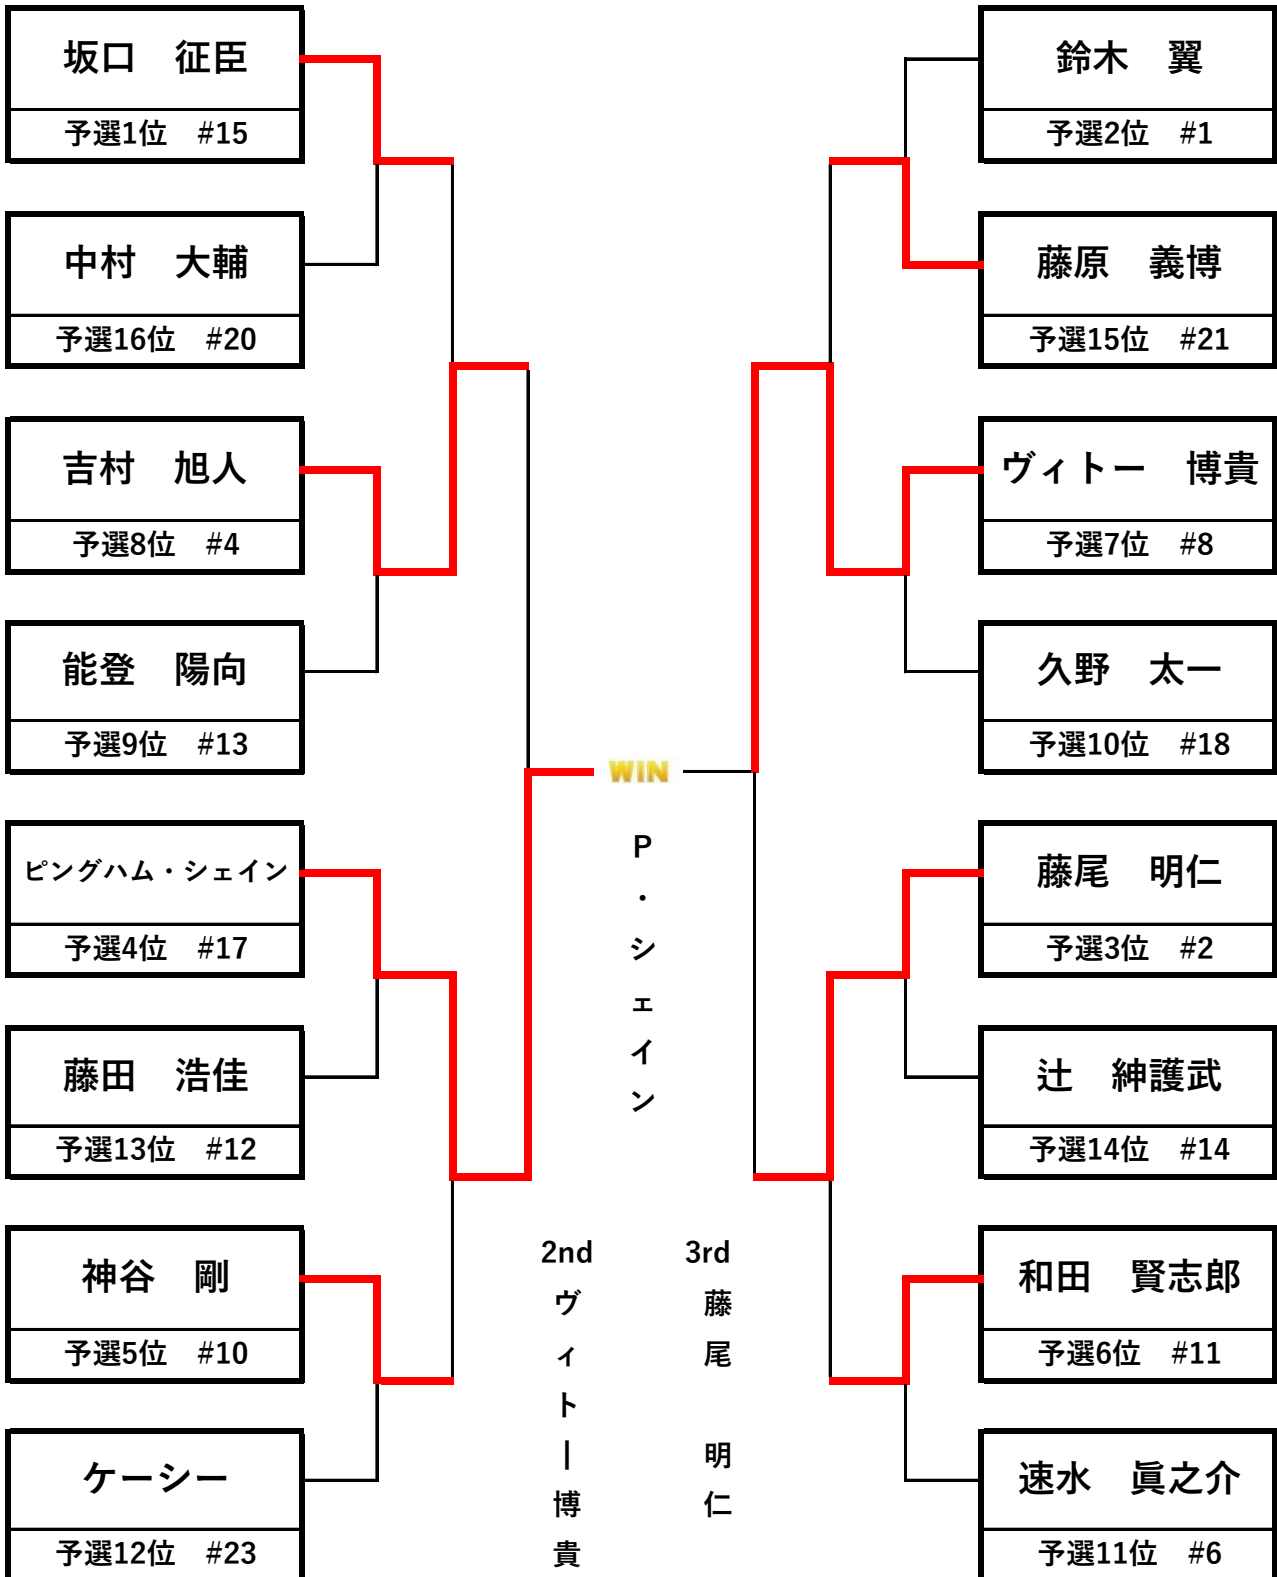 坂口　征臣
予選1位　#15
中村　大輔
予選16位　#20
吉村　旭人
予選8位　#4
能登　陽向
予選9位　#13
ピングハム・シェイン
予選4位　#17
藤田　浩佳
予選13位　#12
神谷　剛
予選5位　#10
ケーシー
予選12位　#23
WIN
P・シェイン
2nd
ヴィトー博貴
3rd
藤尾　明仁
鈴木　翼
予選2位　#1
藤原　義博
予選15位　#21
ヴィトー　博貴
予選7位　#8
久野　太一
予選10位　#18
藤尾　明仁
予選3位　#2
辻　紳護武
予選14位　#14
和田　賢志郎
予選6位　#11
速水　眞之介
予選11位　#6